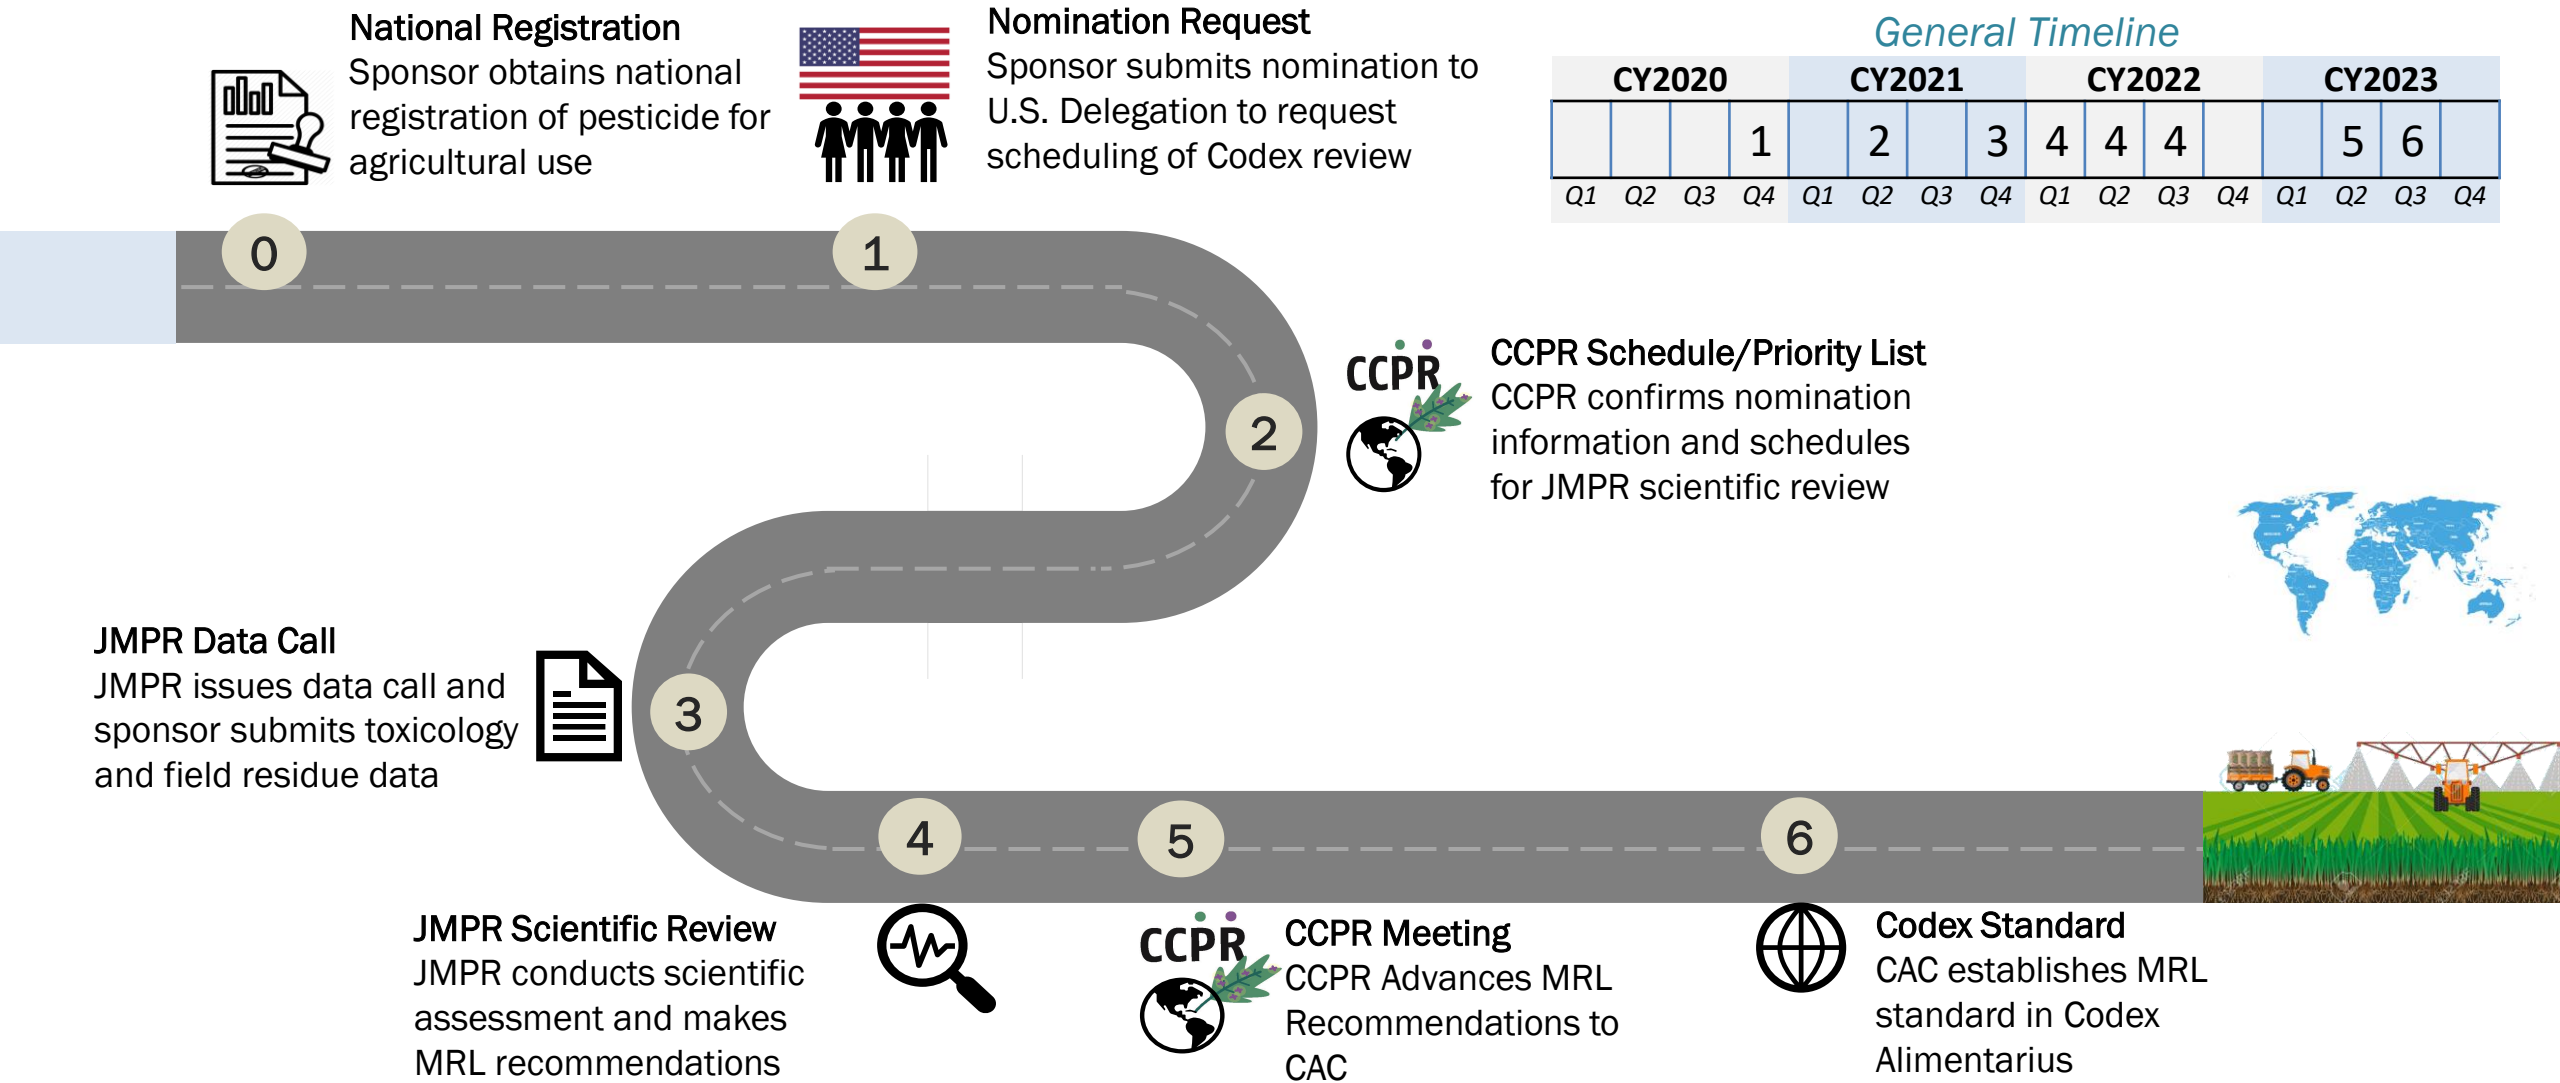 National Registration
Sponsor obtains national
registration of pesticide for
agricultural use
Nomination Request
Sponsor submits nomination to
U.S. Delegation to request
scheduling of Codex review
General Timeline
CY2020 CY2021 CY2022 CY2023
1 2 3 4 4 4 5 6
Q1 Q2 Q3 Q4 Q1 Q2 Q3 Q4 Q1 Q2 Q3 Q4 Q1 Q2 Q3 Q4
0
1
2
CCPR
CCPR Schedule/Priority List
CCPR confirms nomination
information and schedules
for JMPR scientific review
JMPR Data Call
JMPR issues data call and
sponsor submits toxicology
and field residue data
3
4
5
6
JMPR Scientific Review
JMPR conducts scientific
assessment and makes
MRL recommendations
CCPR
CCPR Meeting
CCPR Advances MRL
Recommendations to
CAC
Codex Standard
CAC establishes MRL
standard in Codex
Alimentarius